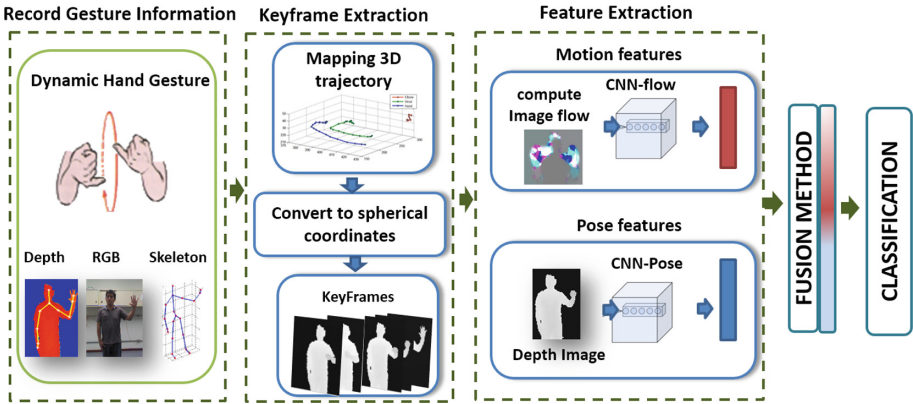 Record Gesture Information
Dynamic Hand Gesture
Depth
RGB
Skeleton
Keyframe Extraction
Mapping 3D
trajectory
Convert to spherical
coordinates
KeyFrames
Feature Extraction
Motion features
compute
Image flow
CNN-flow
Pose features
CNN-Pose
Depth Image
FUSION METHOD
CLASSIFICATION